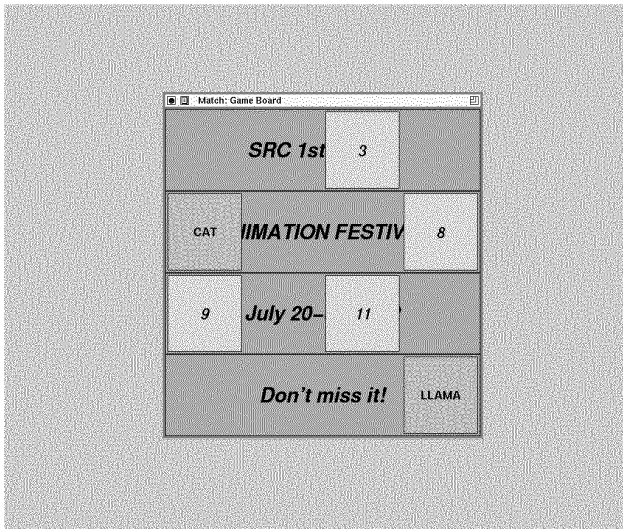 Match: Game Board
SRC 1st 3
CAT IMATION FESTIV 8
9 July 20– 11
Don't miss it! LLAMA